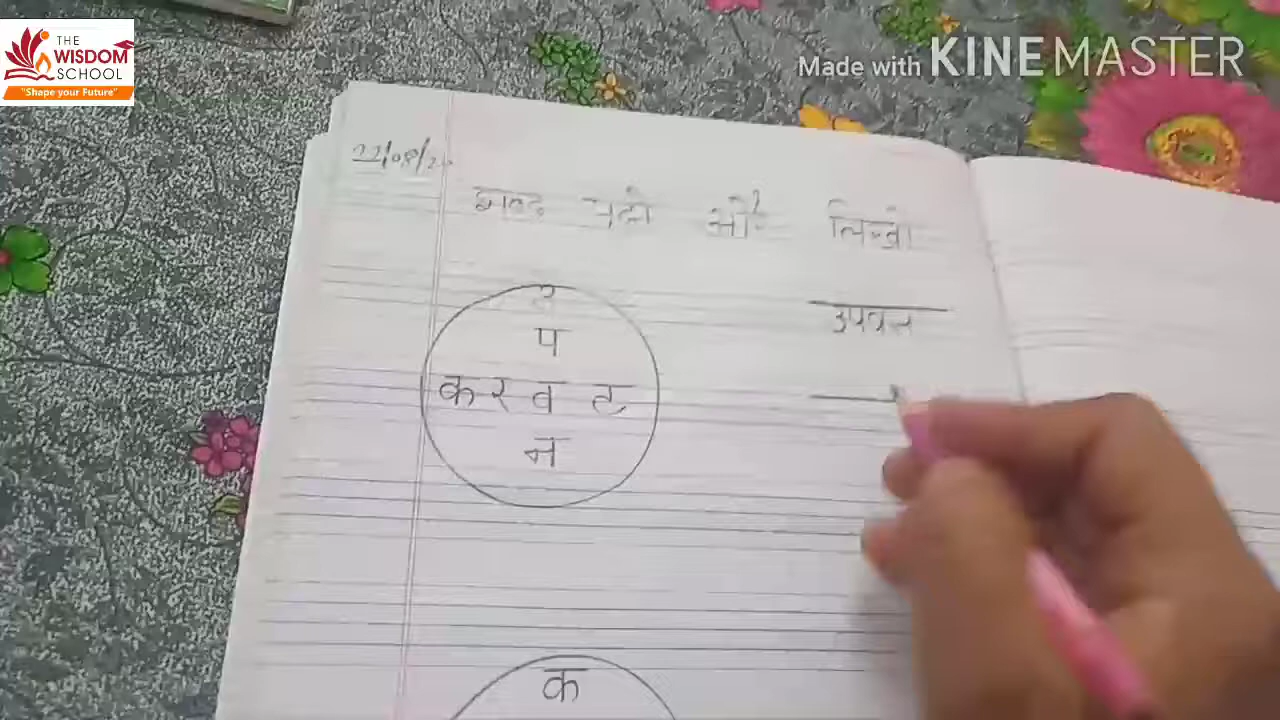 THE
WISDOM
SCHOOL
"Shape your Future"
Made with KINEMASTER
22/08/20
शब्द पढ़ो और लिखो
उ
प
क र व ट
न
उपवन
क